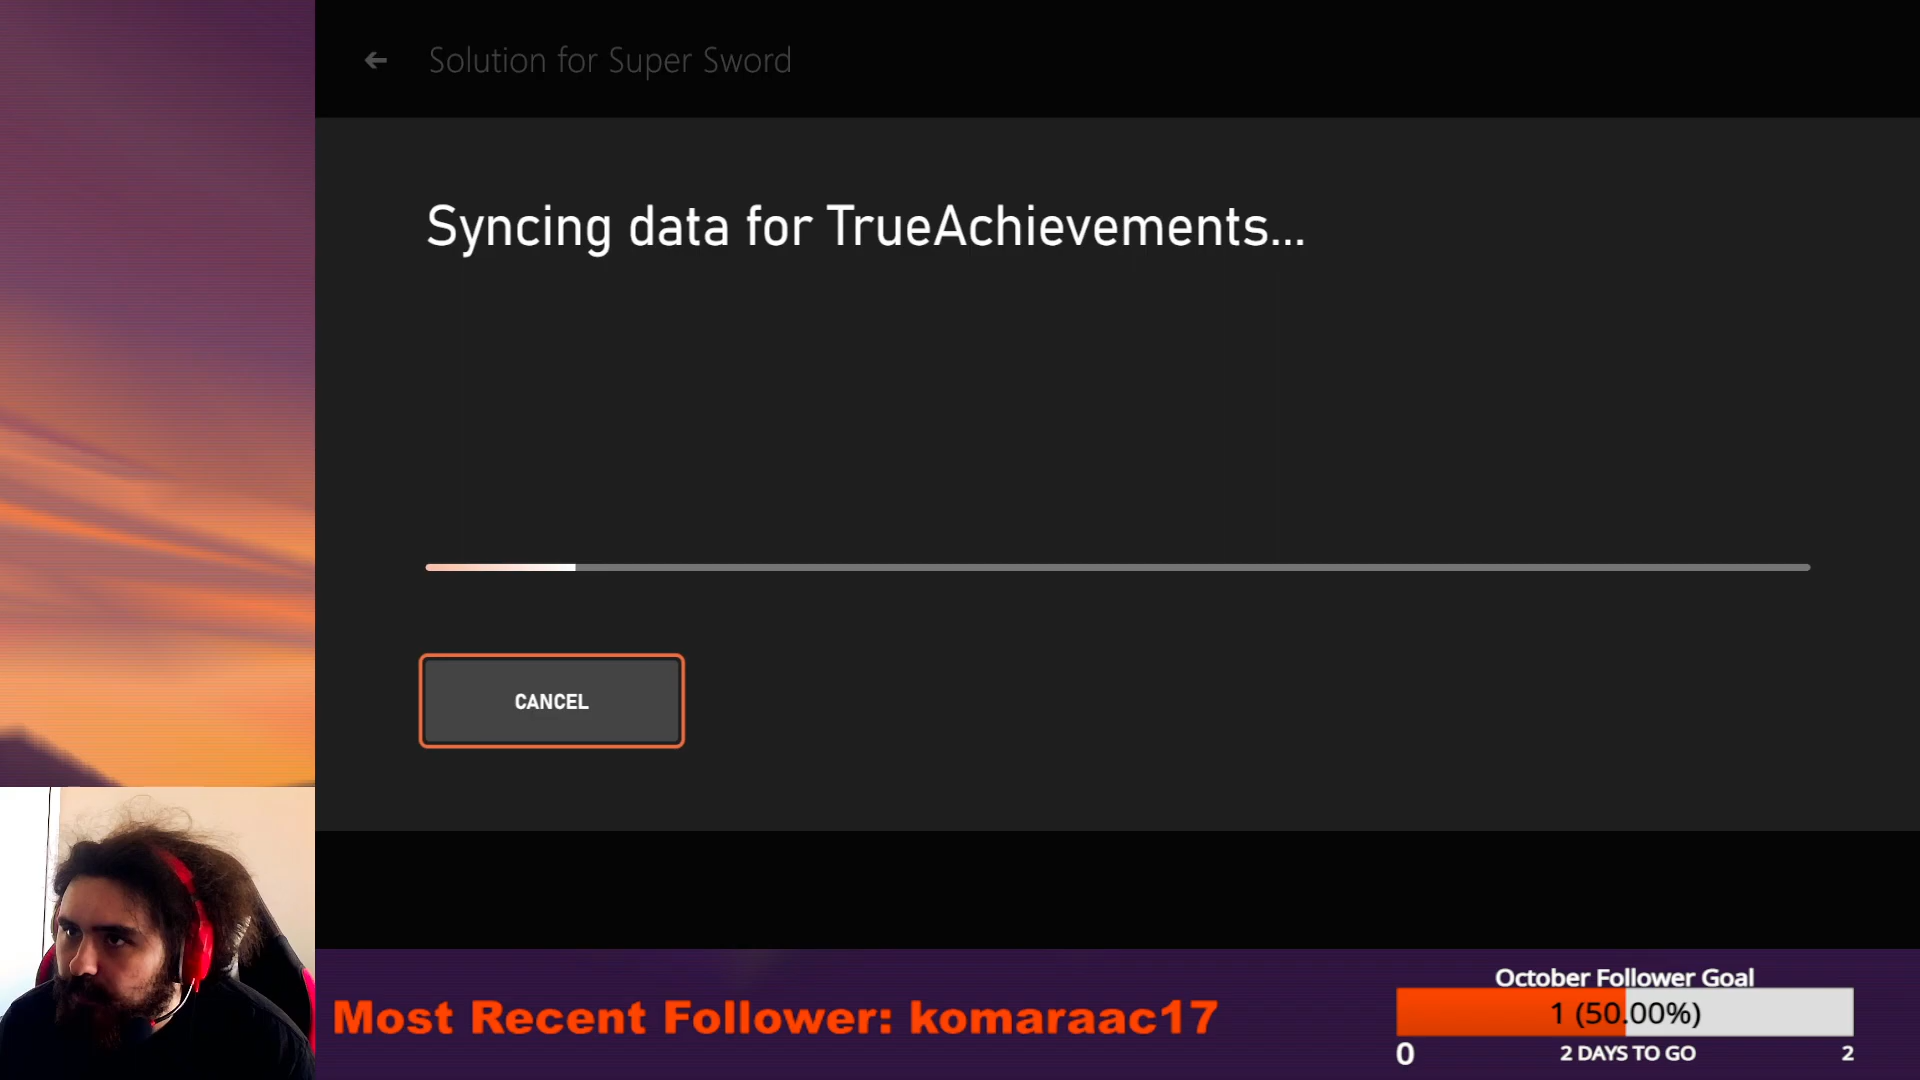 Solution for Super Sword
Syncing data for TrueAchievements...
CANCEL
Most Recent Follower: komaraac17
October Follower Goal
1 (50.00%)
0
2 DAYS TO GO
2